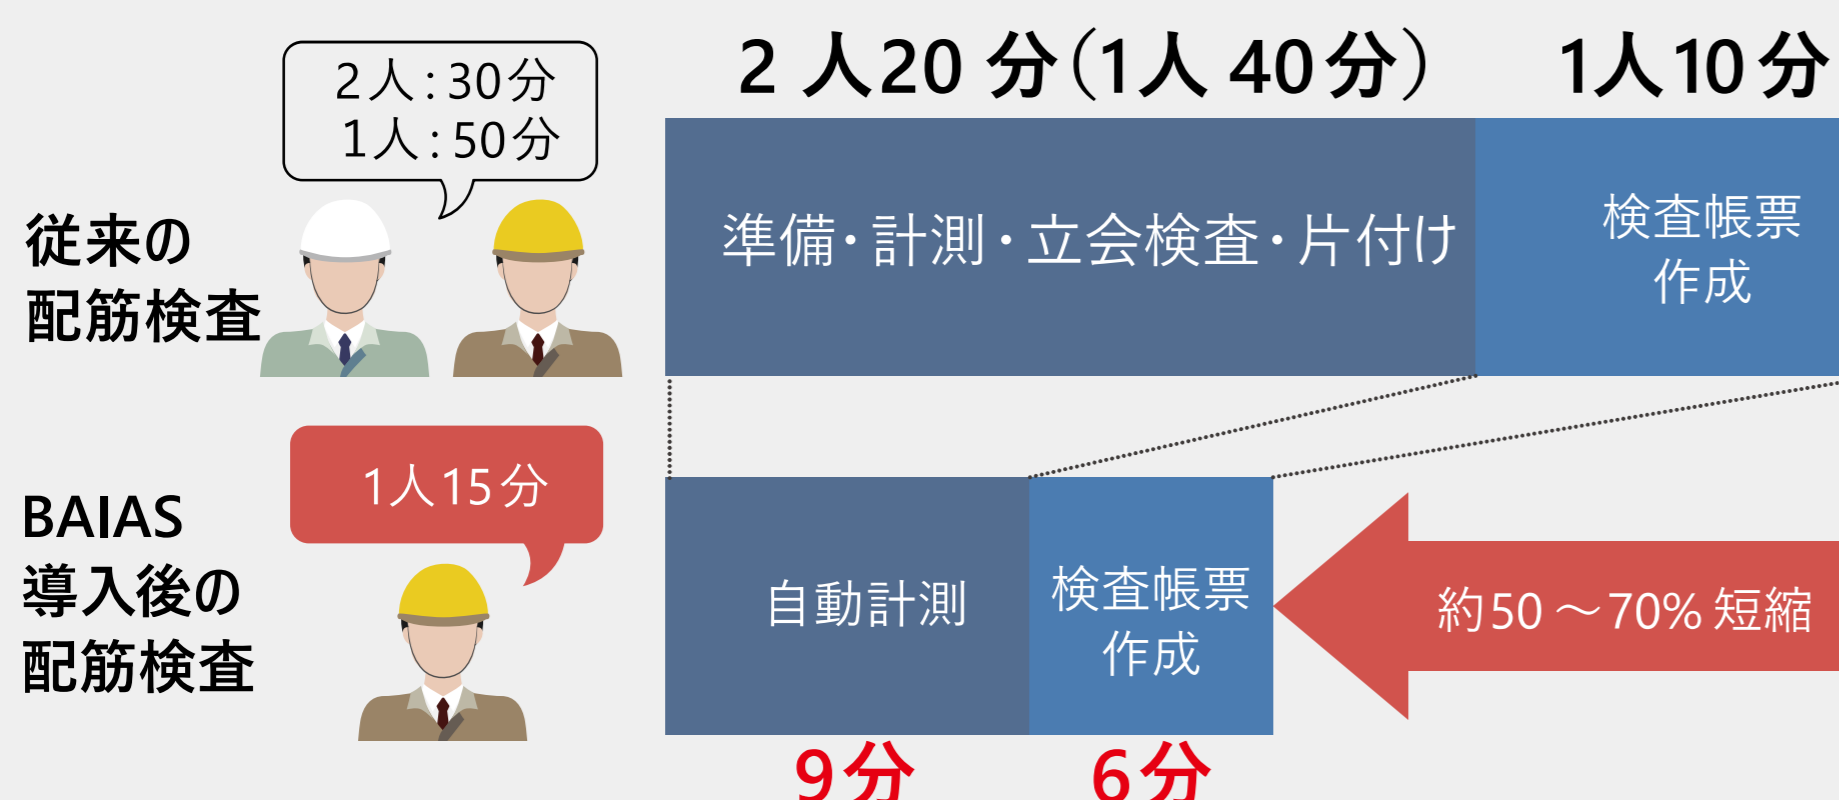 2人20分（1人40分） 1人10分
2人：30分
1人：50分
従来の
配筋検査
準備・計測・立会検査・片付け
検査帳票
作成
1人15分
BAIAS
導入後の
配筋検査
自動計測
検査帳票
作成
約50～70%短縮
9分 6分